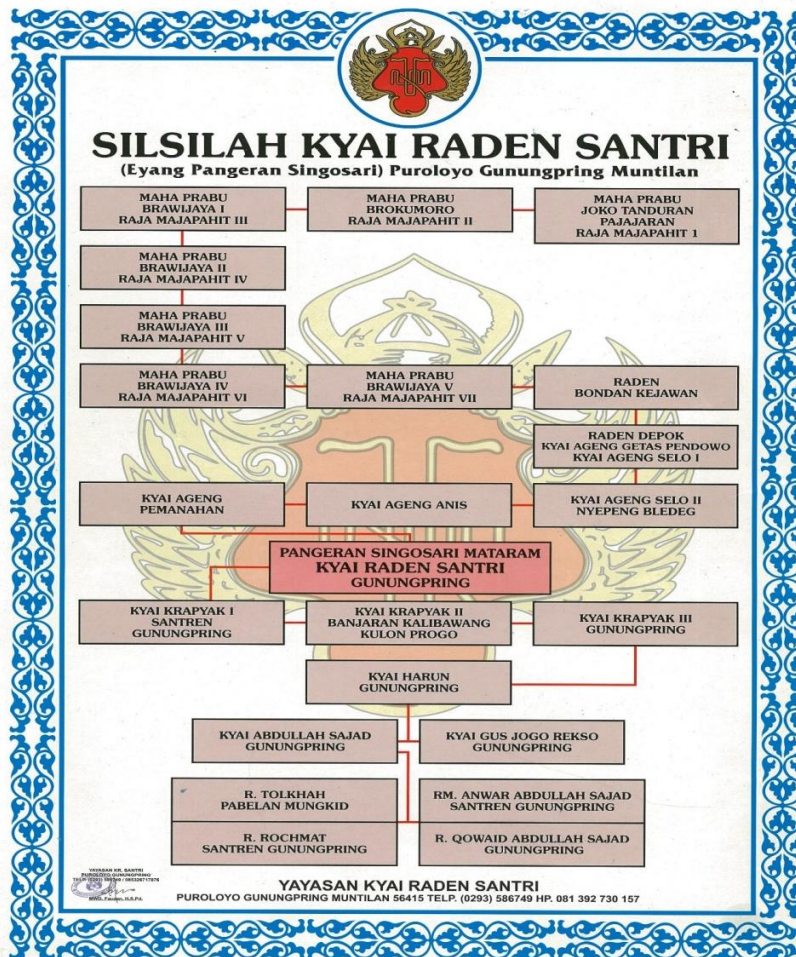 SILSILAH KYAI RADEN SANTRI
(Eyang Pangeran Singosari) Puroloyo Gunungpring Muntilan
MAHA PRABU
BRAWIJAYA I
RAJA MAJAPAHIT III
MAHA PRABU
BROKUMORO
RAJA MAJAPAHIT II
MAHA PRABU
JOKO TANDURAN
PAJAJARAN
RAJA MAJAPAHIT 1
MAHA PRABU
BRAWIJAYA II
RAJA MAJAPAHIT IV
MAHA PRABU
BRAWIJAYA III
RAJA MAJAPAHIT V
MAHA PRABU
BRAWIJAYA IV
RAJA MAJAPAHIT VI
MAHA PRABU
BRAWIJAYA V
RAJA MAJAPAHIT VII
RADEN
BONDAN KEJAWAN
RADEN DEPOK
KYAI AGENG GETAS PENDOWO
KYAI AGENG SELO I
KYAI AGENG
PEMANAHAN
KYAI AGENG ANIS
KYAI AGENG SELO II
NYEPENG BLEDEG
PANGERAN SINGOSARI MATARAM
KYAI RADEN SANTRI
GUNUNGPRING
KYAI KRAPYAK I
SANTREN
GUNUNGPRING
KYAI KRAPYAK II
BANJARAN KALIBAWANG
KULON PROGO
KYAI KRAPYAK III
GUNUNGPRING
KYAI HARUN
GUNUNGPRING
KYAI ABDULLAH SAJAD
GUNUNGPRING
KYAI GUS JOGO REKSO
GUNUNGPRING
R. TOLKHAH
PABELAN MUNGKID
RM. ANWAR ABDULLAH SAJAD
SANTREN GUNUNGPRING
R. ROCHMAT
SANTREN GUNUNGPRING
R. QOWAID ABDULLAH SAJAD
GUNUNGPRING
YAYASAN KR. SANTRI
PUROLOYO GUNUNGPRING
YAYASAN KYAI RADEN SANTRI
PUROLOYO GUNUNGPRING MUNTILAN 56415 TELP. (0293) 586749 HP. 081 392 730 157